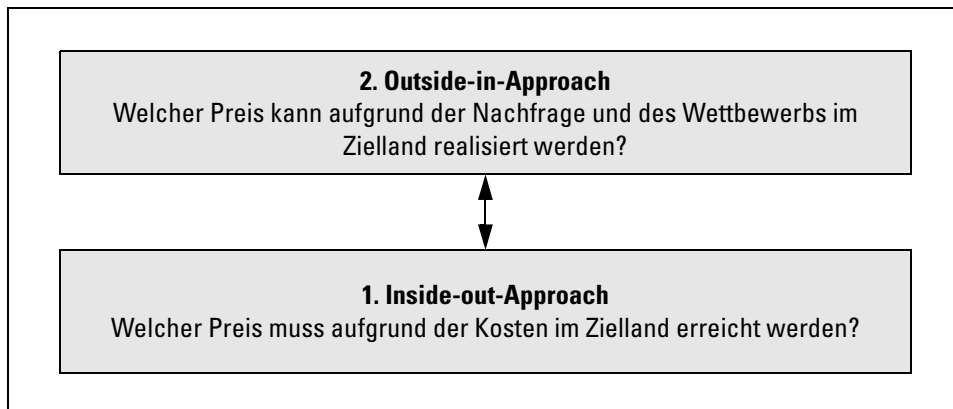 2. Outside-in-Approach
Welcher Preis kann aufgrund der Nachfrage und des Wettbewerbs im
Zielland realisiert werden?
1. Inside-out-Approach
Welcher Preis muss aufgrund der Kosten im Zielland erreicht werden?